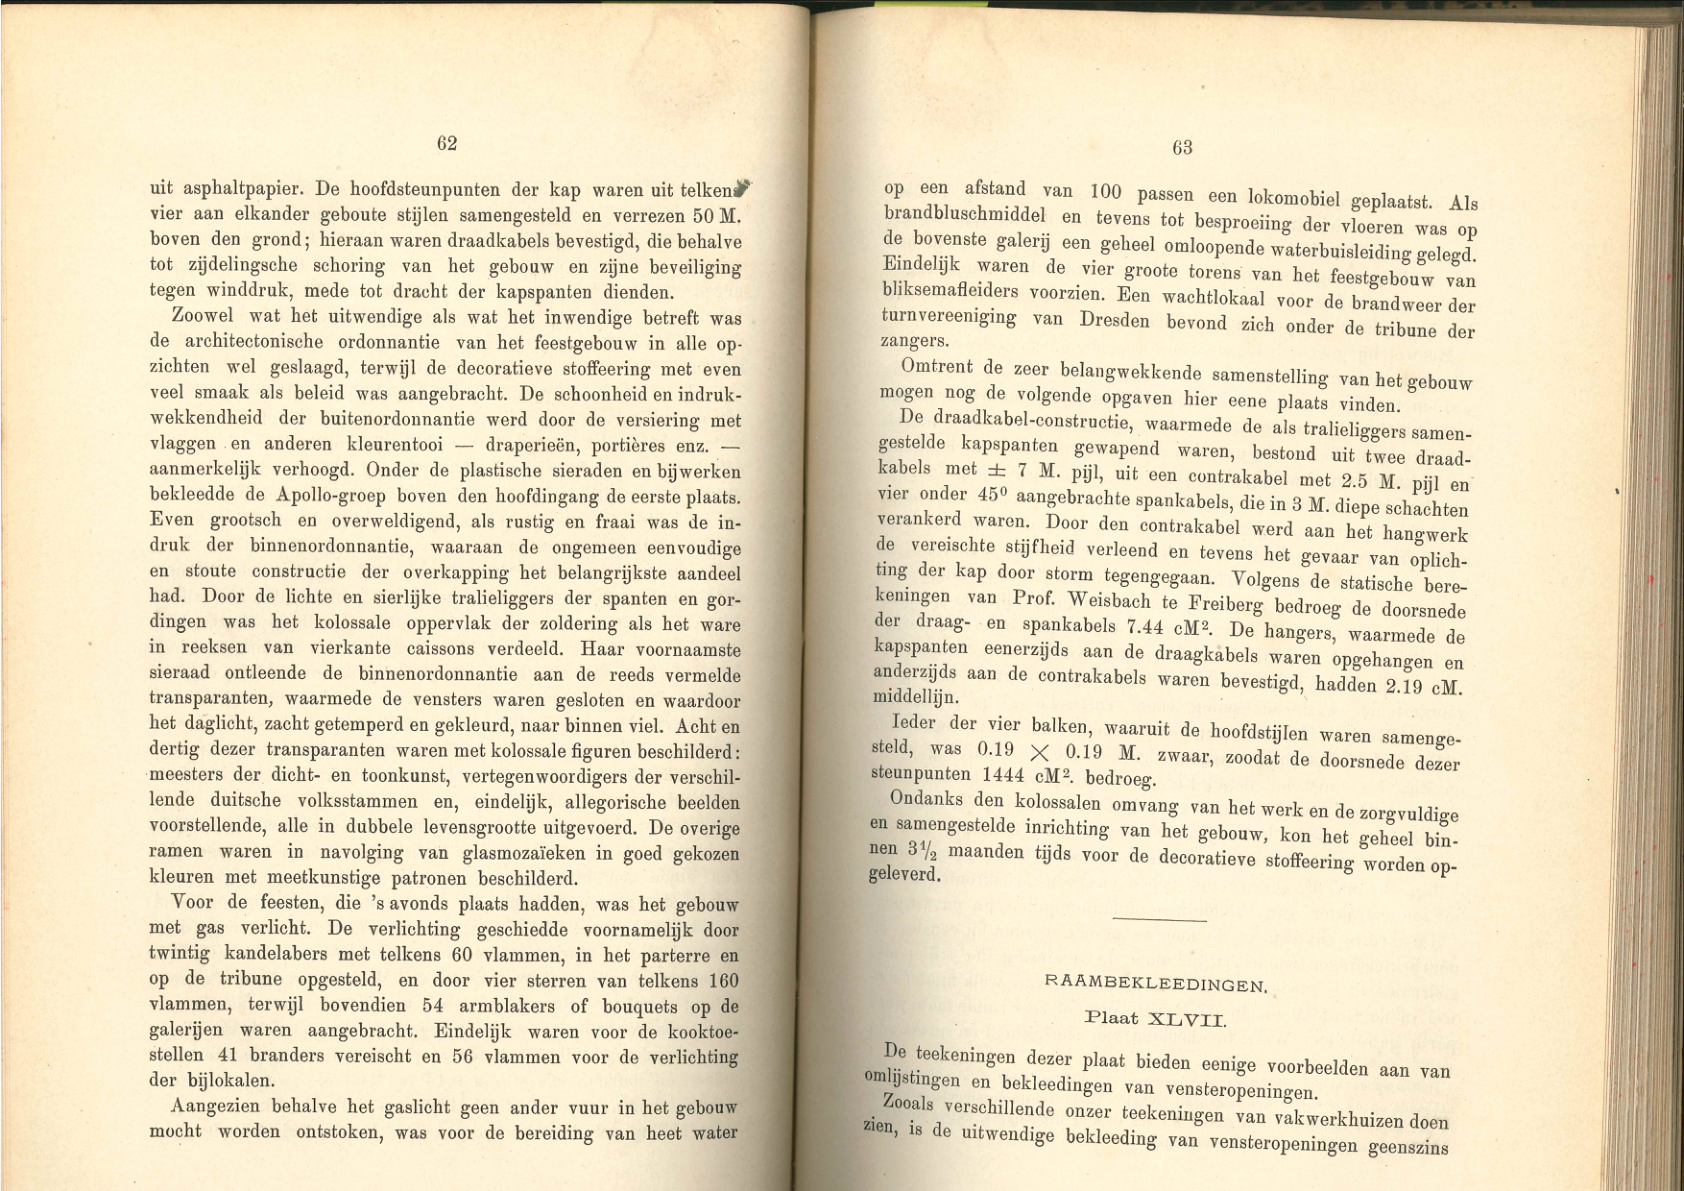 62
uit asphaltpapier. De hoofdsteunpunten der kap waren uit telkens
vier aan elkander geboute stijlen samengesteld en verrezen 50 M.
boven den grond; hieraan waren draadkabels bevestigd, die behalve
tot zijdelingsche schoring van het gebouw en zijne beveiliging
tegen winddruk, mede tot dracht der kapspanten dienden.
Zoowel wat het uitwendige als wat het inwendige betreft was
de architectonische ordonnantie van het feestgebouw in alle op-
zichten wel geslaagd, terwijl de decoratieve stoffeering met even
veel smaak als beleid was aangebracht. De schoonheid en indruk-
wekkendheid der buitenordonnantie werd door de versiering met
vlaggen en anderen kleurentooi — draperieën, portières enz. —
aanmerkelijk verhoogd. Onder de plastische sieraden en bijwerken
bekleedde de Apollo-groep boven den hoofdingang de eerste plaats.
Even grootsch en overweldigend, als rustig en fraai was de in-
druk der binnenordonnantie, waaraan de ongemeen eenvoudige
en stoute constructie der overkapping het belangrijkste aandeel
had. Door de lichte en sierlijke tralieliggers der spanten en gor-
dingen was het kolossale oppervlak der zoldering als het ware
in reeksen van vierkante caissons verdeeld. Haar voornaamste
sieraad ontleende de binnenordonnantie aan de reeds vermelde
transparanten, waarmede de vensters waren gesloten en waardoor
het daglicht, zacht getemperd en gekleurd, naar binnen viel. Acht en
dertig dezer transparanten waren met kolossale figuren beschilderd:
meesters der dicht- en toonkunst, vertegenwoordigers der verschil-
lende duitsche volksstammen en, eindelijk, allegorische beelden
voorstellende, alle in dubbele levensgrootte uitgevoerd. De overige
ramen waren in navolging van glasmozaïeken in goed gekozen
kleuren met meetkunstige patronen beschilderd.
Voor de feesten, die 's avonds plaats hadden, was het gebouw
met gas verlicht. De verlichting geschiedde voornamelijk door
twintig kandelabers met telkens 60 vlammen, in het parterre en
op de tribune opgesteld, en door vier sterren van telkens 160
vlammen, terwijl bovendien 54 armblakers of bouquets op de
galerijen waren aangebracht. Eindelijk waren voor de kooktoe-
stellen 41 branders vereischt en 56 vlammen voor de verlichting
der bijlokalen.
Aangezien behalve het gaslicht geen ander vuur in het gebouw
mocht worden ontstoken, was voor de bereiding van heet water
63
op een afstand van 100 passen een lokomobiel geplaatst. Als
brandbluschmiddel en tevens tot besproeiing der vloeren was op
de bovenste galerij een geheel omloopende waterbuisleiding gelegd.
Eindelijk waren de vier groote torens van het feestgebouw van
bliksemafleiders voorzien. Een wachtlokaal voor de brandweer der
turnvereeniging van Dresden bevond zich onder de tribune der
zangers.
Omtrent de zeer belangwekkende samenstelling van het gebouw
mogen nog de volgende opgaven hier eene plaats vinden.
De draadkabel-constructie, waarmede de als tralieliggers samen-
gestelde kapspanten gewapend waren, bestond uit twee draad-
kabels met ± 7 M. pijl, uit een contrakabel met 2.5 M. pijl en
vier onder 45⁰ aangebrachte spankabels, die in 3 M. diepe schachten
verankerd waren. Door den contrakabel werd aan het hangwerk
de vereischte stijfheid verleend en tevens het gevaar van oplich-
ting der kap door storm tegengegaan. Volgens de statische bere-
keningen van Prof. Weisbach te Freiberg bedroeg de doorsnede
der draag- en spankabels 7.44 cM². De hangers, waarmede de
kapspanten eenerzijds aan de draagkabels waren opgehangen en
anderzijds aan de contrakabels waren bevestigd, hadden 2.19 cM.
middellijn.
Ieder der vier balken, waaruit de hoofdstijlen waren samenge-
steld, was 0.19 × 0.19 M. zwaar, zoodat de doorsnede dezer
steunpunten 1444 cM². bedroeg.
Ondanks den kolossalen omvang van het werk en de zorgvuldige
en samengestelde inrichting van het gebouw, kon het geheel bin-
nen 3½ maanden tijds voor de decoratieve stoffeering worden op-
geleverd.
RAAMBEKLEEDINGEN.
Plaat XLVII.
De teekeningen dezer plaat bieden eenige voorbeelden aan van
omlijstingen en bekleedingen van vensteropeningen.
Zooals verschillende onzer teekeningen van vakwerkhuizen doen
zien, is de uitwendige bekleeding van vensteropeningen geenszins